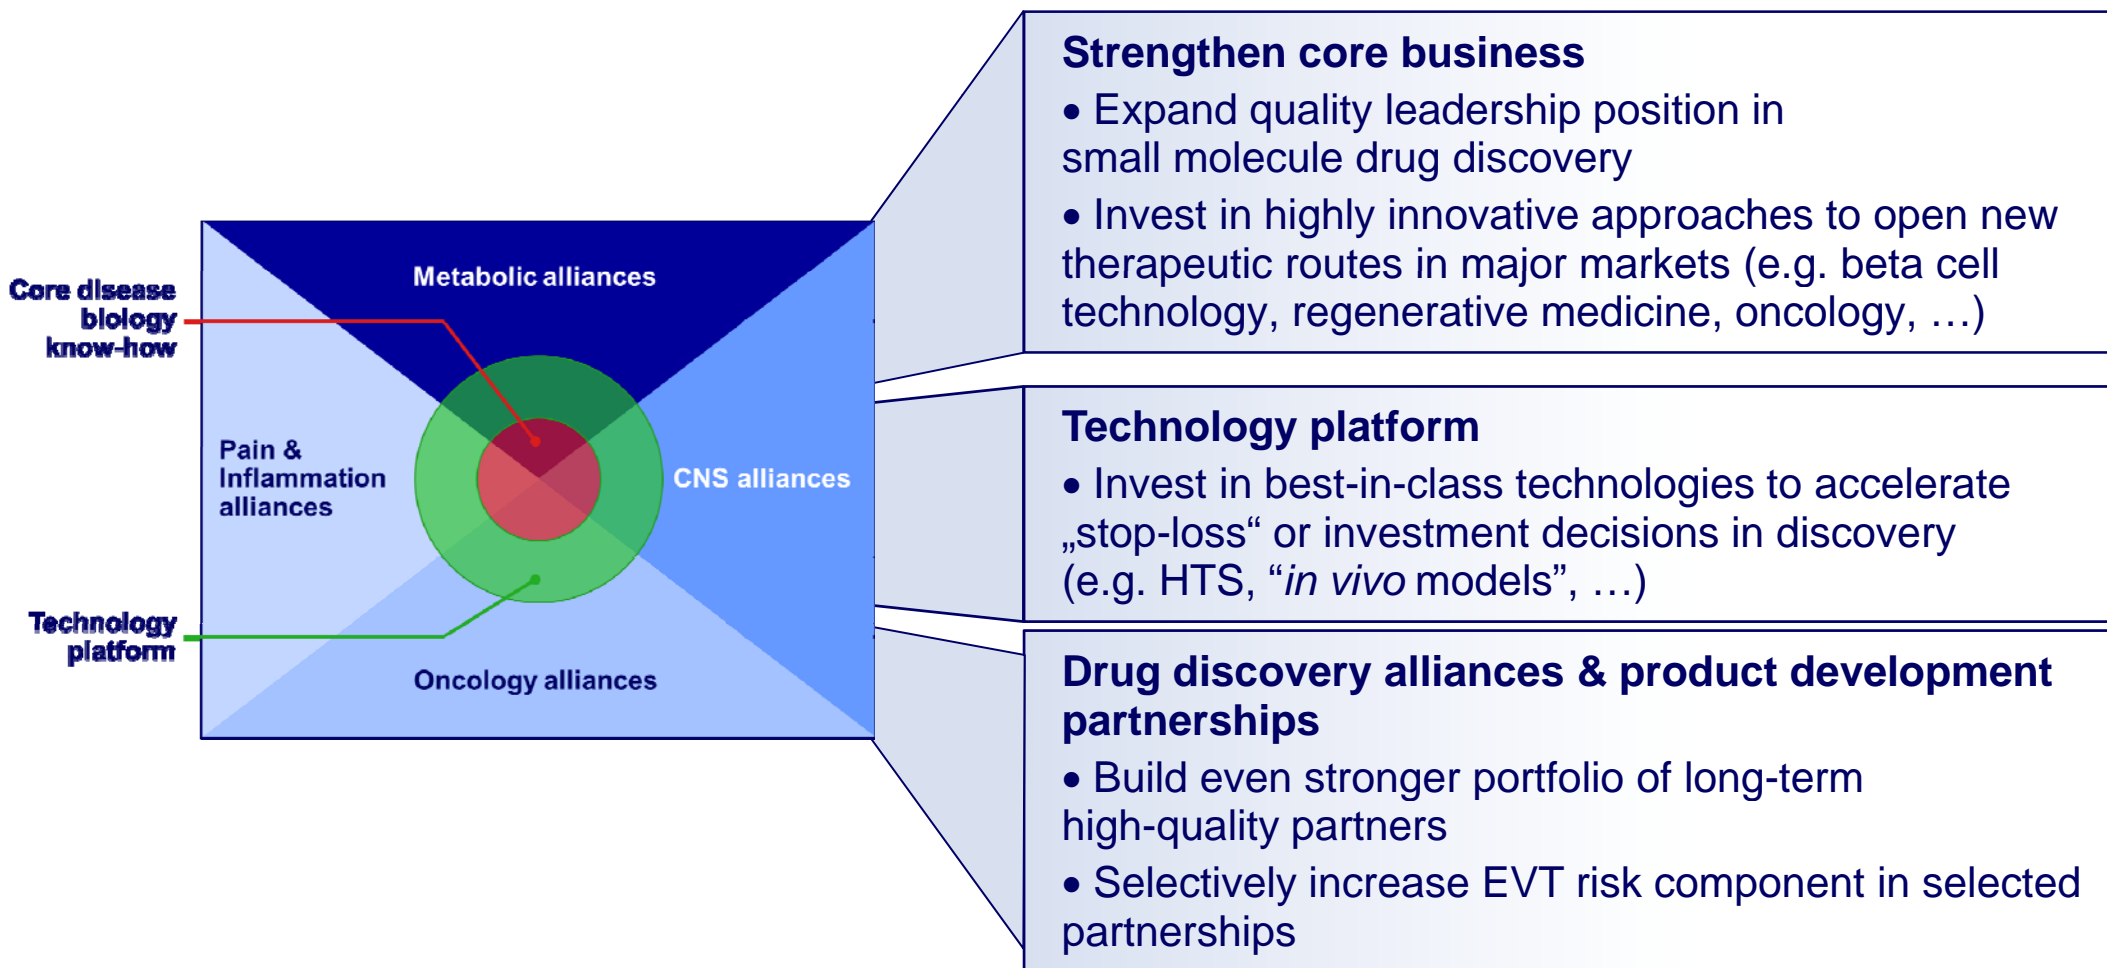 Core disease
biology
know-how
Technology
platform
Metabolic alliances
Pain &
Inflammation
alliances
CNS alliances
Oncology alliances
Strengthen core business
• Expand quality leadership position in
small molecule drug discovery
• Invest in highly innovative approaches to open new
therapeutic routes in major markets (e.g. beta cell
technology, regenerative medicine, oncology, …)
Technology platform
• Invest in best-in-class technologies to accelerate
„stop-loss“ or investment decisions in discovery
(e.g. HTS, “in vivo models”, …)
Drug discovery alliances & product development
partnerships
• Build even stronger portfolio of long-term
high-quality partners
• Selectively increase EVT risk component in selected
partnerships